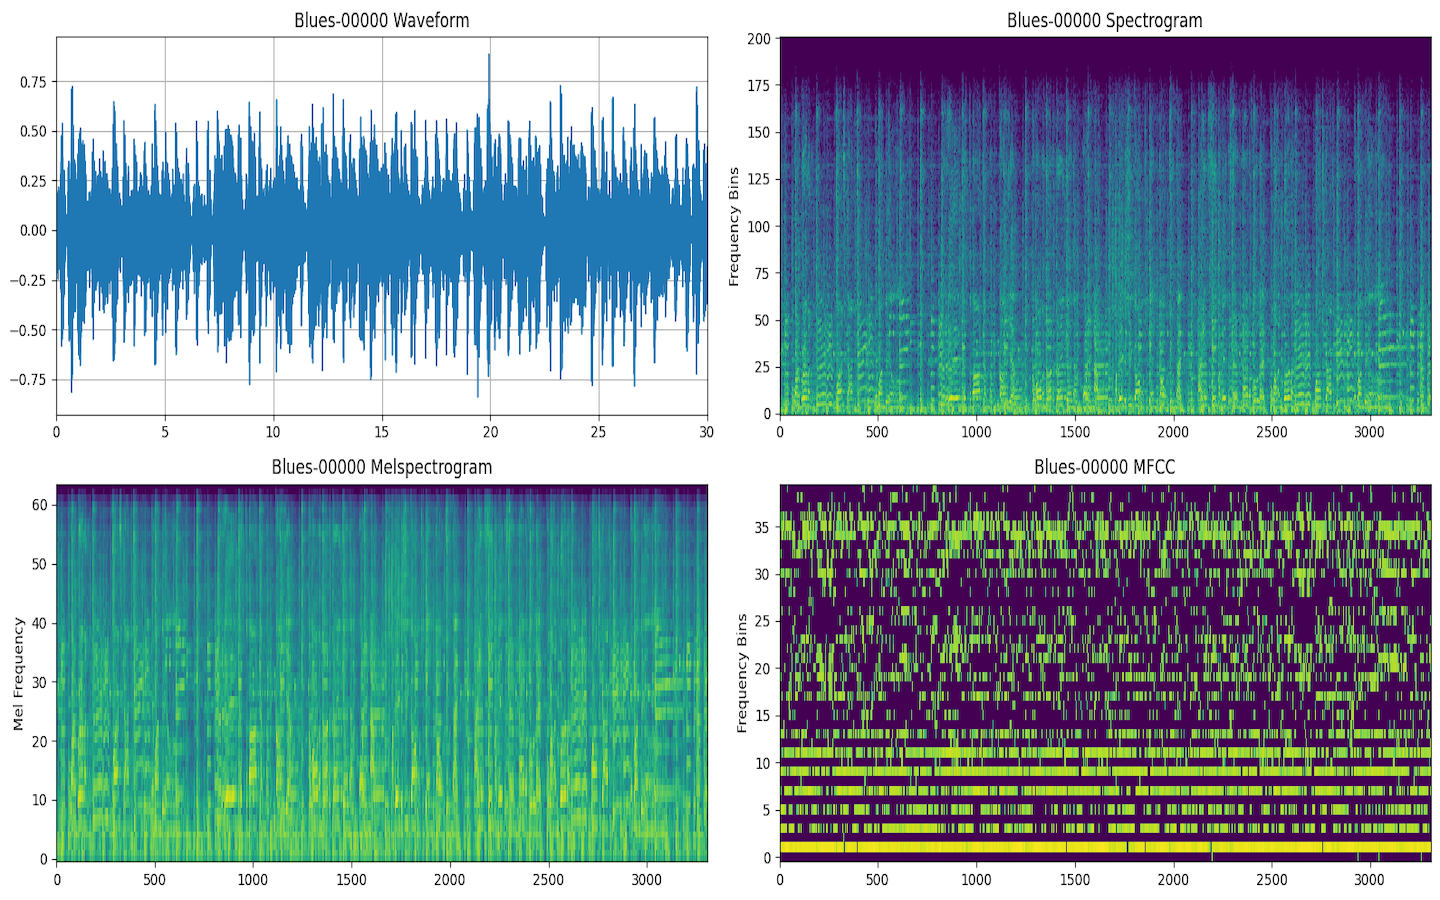 Blues-00000 Waveform
0.75
0.50
0.25
0.00
−0.25
−0.50
−0.75
0 5 10 15 20 25 30
Blues-00000 Spectrogram
Frequency Bins
200
175
150
125
100
75
50
25
0
0 500 1000 1500 2000 2500 3000
Blues-00000 Melspectrogram
Mel Frequency
60
50
40
30
20
10
0
0 500 1000 1500 2000 2500 3000
Blues-00000 MFCC
Frequency Bins
35
30
25
20
15
10
5
0
0 500 1000 1500 2000 2500 3000